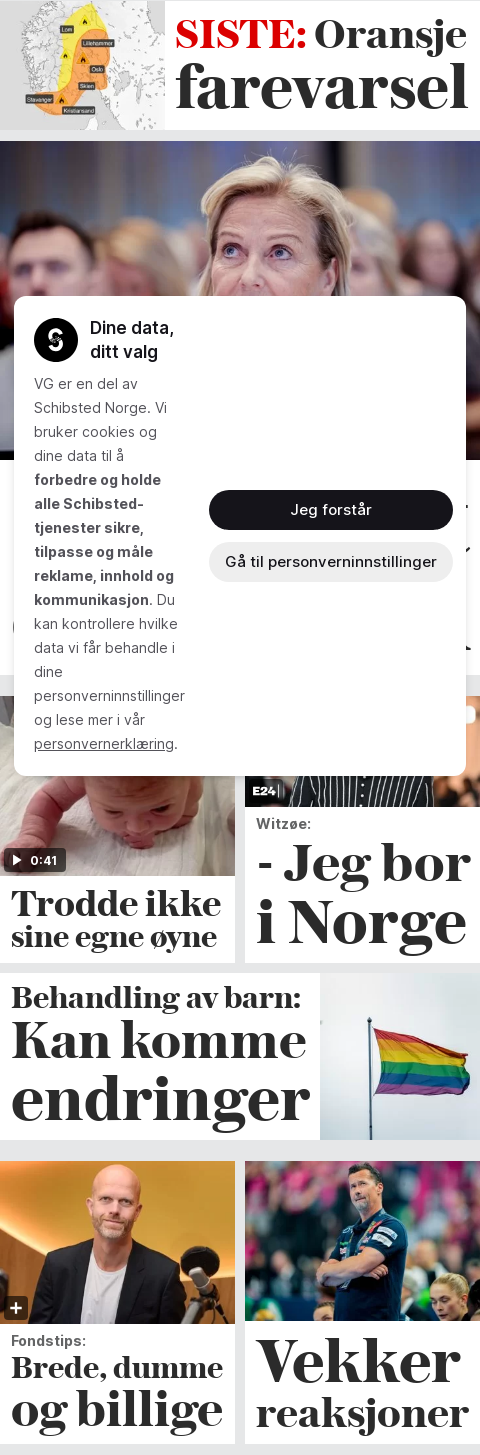 Lom
Lillehammer
Oslo
Skien
Stavanger
Kristiansand
SISTE: Oransje
farevarsel
Dine data,
ditt valg
VG er en del av
Schibsted Norge. Vi
bruker cookies og
dine data til å
forbedre og holde
alle Schibsted-
tjenester sikre,
tilpasse og måle
reklame, innhold og
kommunikasjon. Du
kan kontrollere hvilke
data vi får behandle i
dine
personverninnstillinger
og lese mer i vår
personvernerklæring.
Jeg forstår
Gå til personverninnstillinger
0:41
Trodde ikke
sine egne øyne
E24
Witzøe:
- Jeg bor
i Norge
Behandling av barn:
Kan komme
endringer
Fondstips:
Brede, dumme
og billige
Vekker
reaksjoner